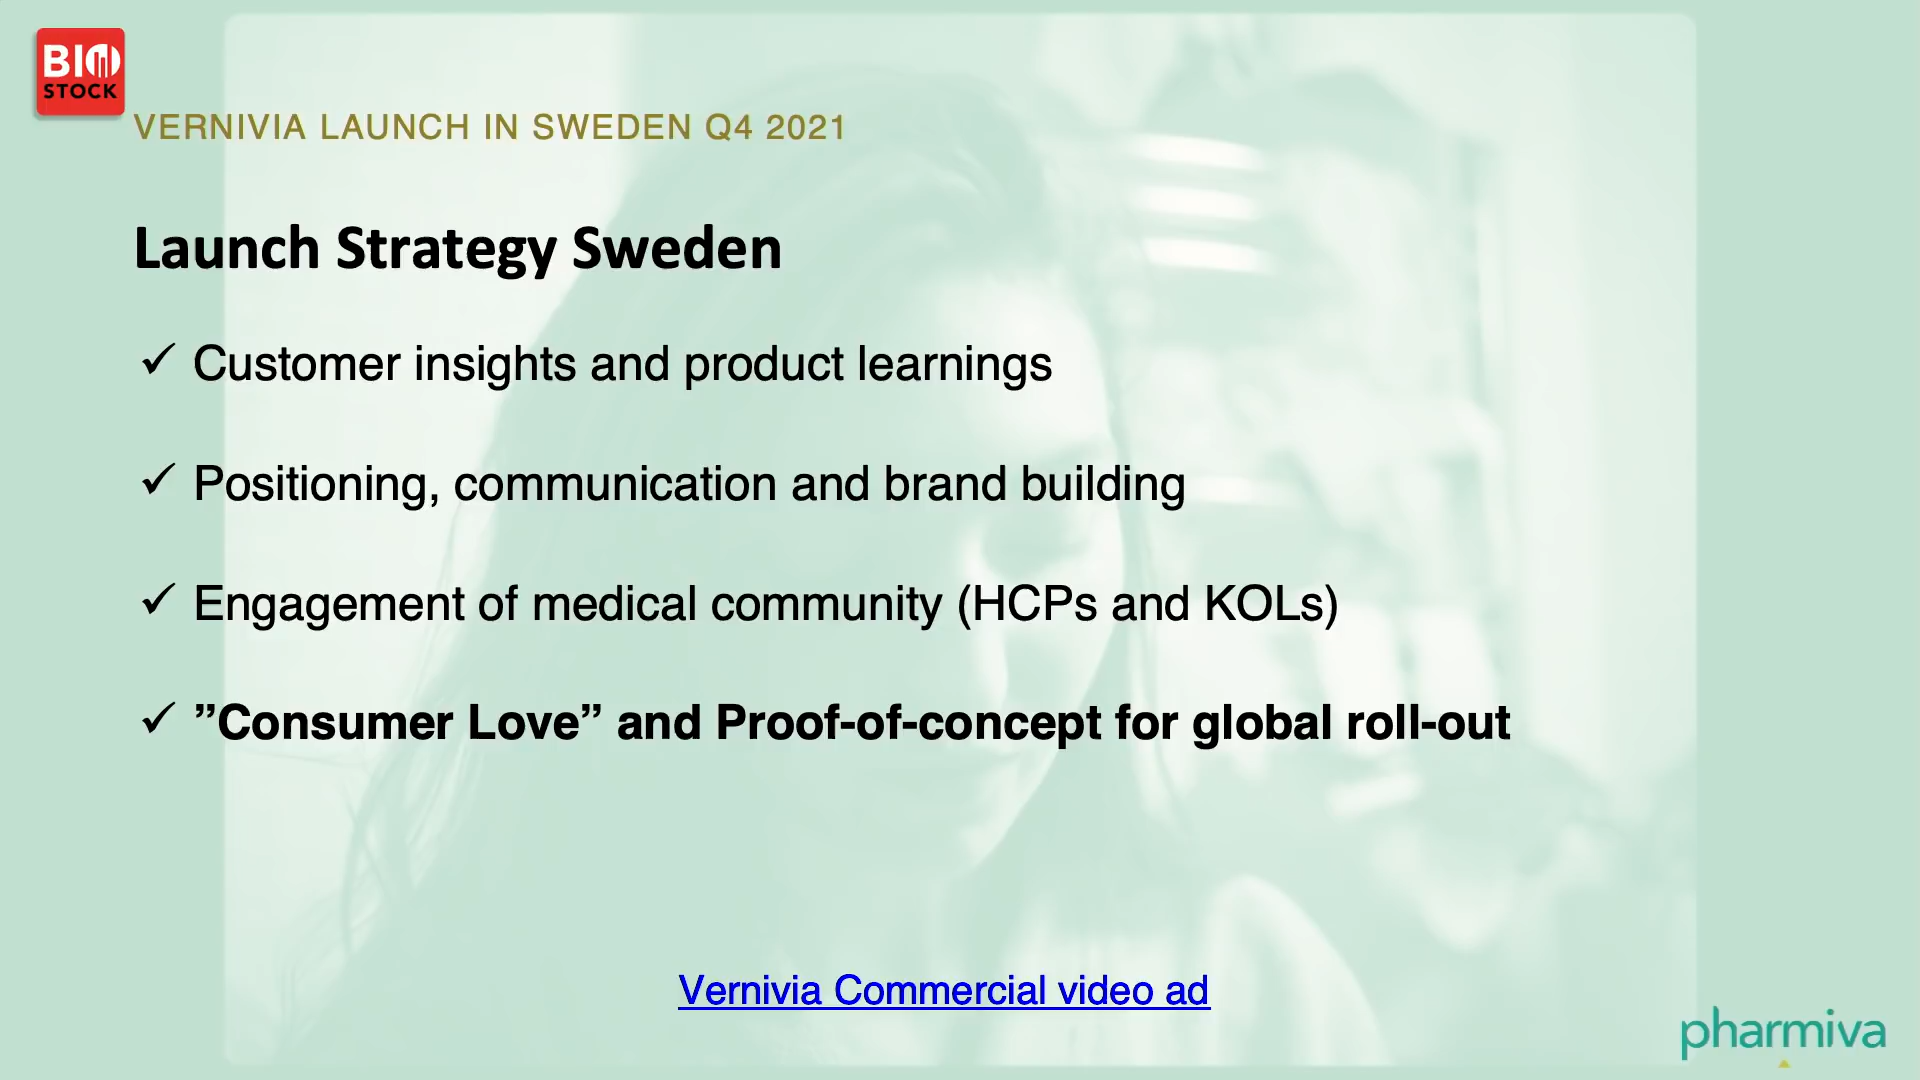 BIO
STOCK
VERNIVIA LAUNCH IN SWEDEN Q4 2021
Launch Strategy Sweden
✓ Customer insights and product learnings
✓ Positioning, communication and brand building
✓ Engagement of medical community (HCPs and KOLs)
✓ ”Consumer Love” and Proof-of-concept for global roll-out
Vernivia Commercial video ad
pharmiva